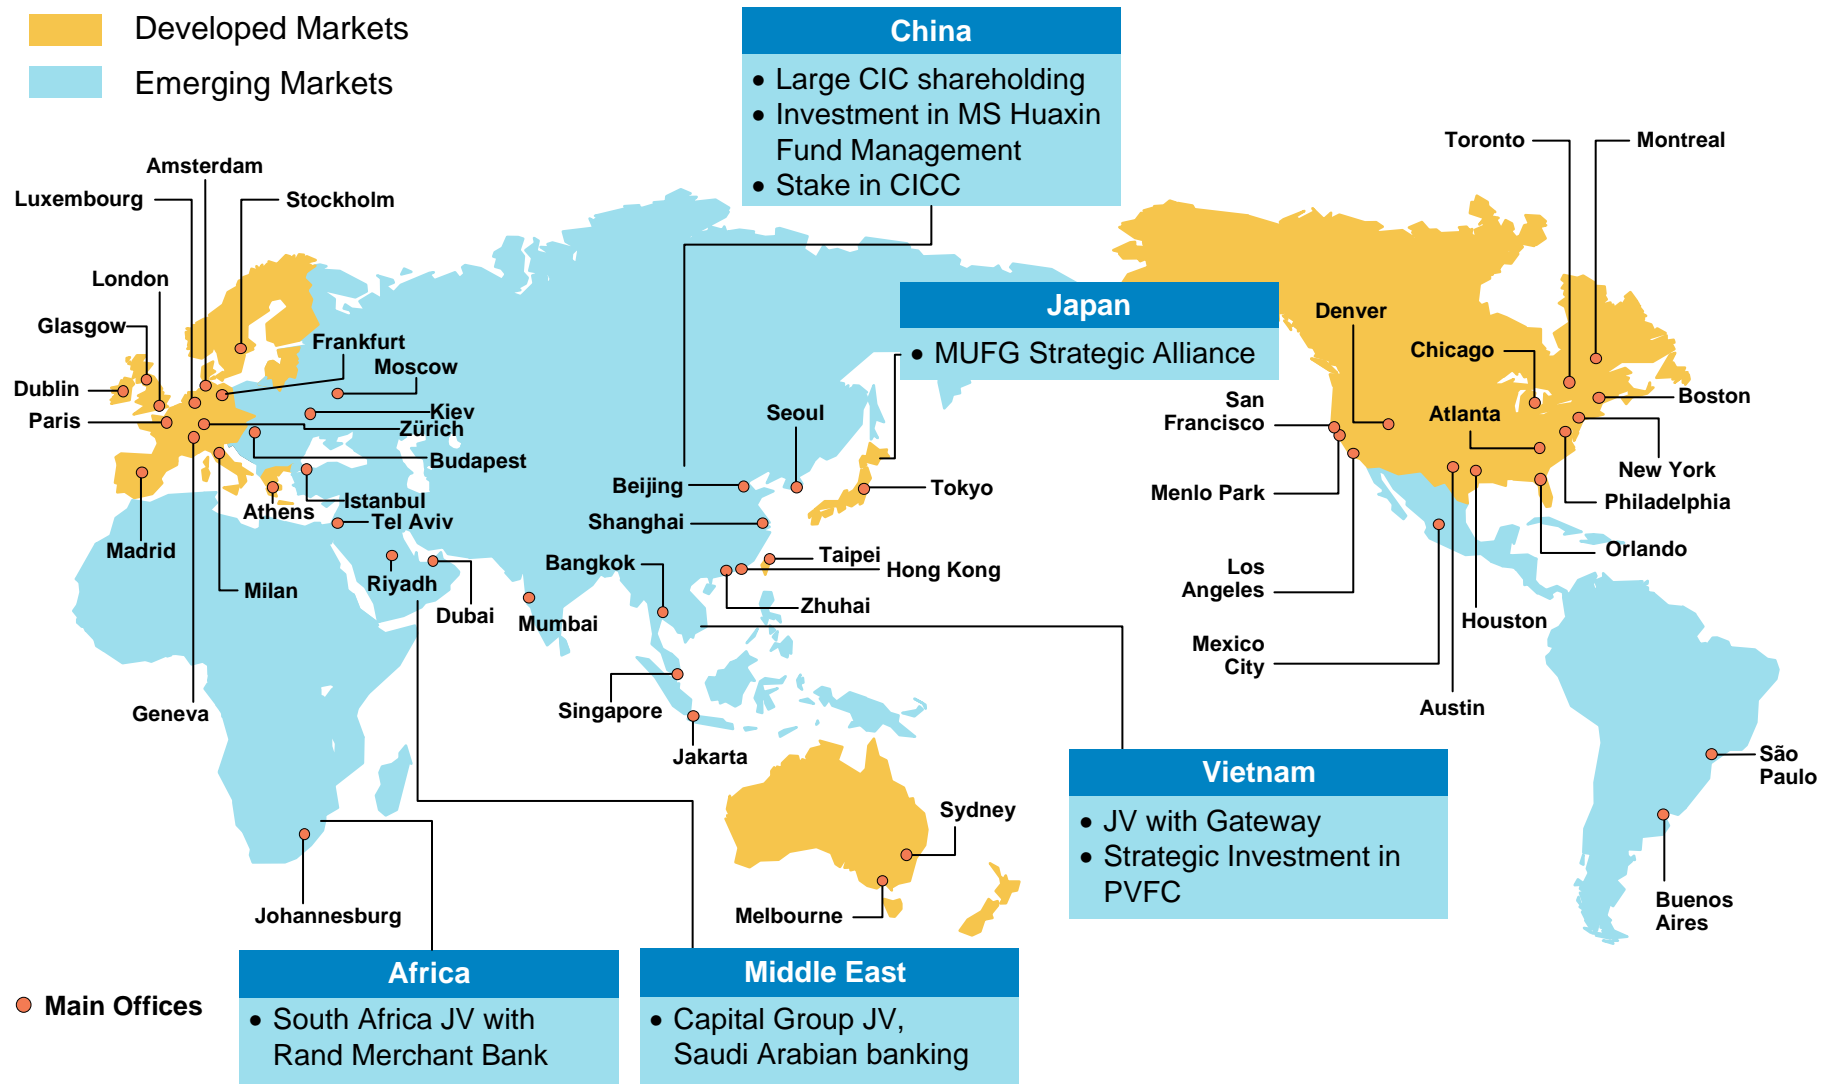 Developed Markets
Emerging Markets
China
• Large CIC shareholding
• Investment in MS Huaxin
Fund Management
• Stake in CICC
Toronto
Montreal
Amsterdam
Luxembourg
Stockholm
London
Glasgow
Frankfurt
Moscow
Dublin
Paris
Kiev
Zürich
Budapest
Istanbul
Athens
Tel Aviv
Madrid
Milan
Riyadh
Dubai
Geneva
Japan
• MUFG Strategic Alliance
Seoul
Beijing
Tokyo
Shanghai
Bangkok
Taipei
Hong Kong
Zhuhai
Mumbai
Singapore
Jakarta
Denver
Chicago
San
Francisco
Atlanta
Boston
New York
Menlo Park
Philadelphia
Orlando
Los
Angeles
Houston
Mexico
City
Austin
São
Paulo
Buenos
Aires
Sydney
Melbourne
Johannesburg
Vietnam
• JV with Gateway
• Strategic Investment in
PVFC
Main Offices
Africa
• South Africa JV with
Rand Merchant Bank
Middle East
• Capital Group JV,
Saudi Arabian banking